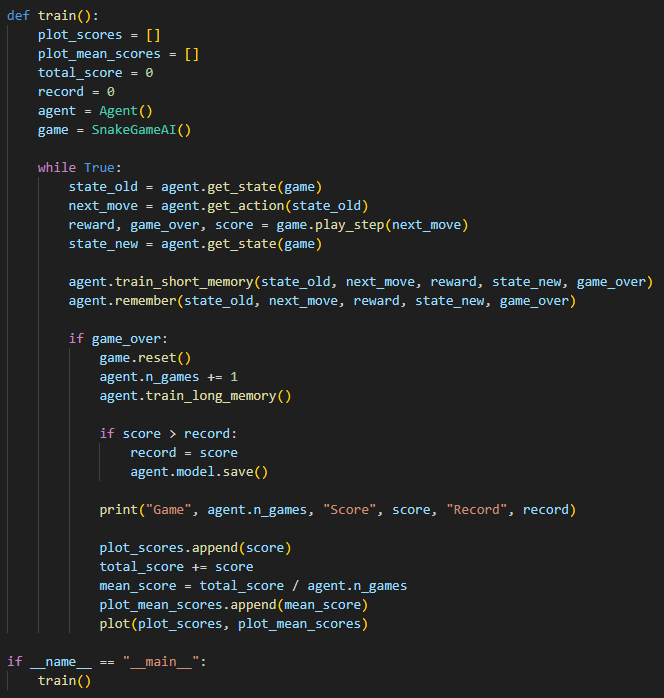 def train():
    plot_scores = []
    plot_mean_scores = []
    total_score = 0
    record = 0
    agent = Agent()
    game = SnakeGameAI()

    while True:
        state_old = agent.get_state(game)
        next_move = agent.get_action(state_old)
        reward, game_over, score = game.play_step(next_move)
        state_new = agent.get_state(game)

        agent.train_short_memory(state_old, next_move, reward, state_new, game_over)
        agent.remember(state_old, next_move, reward, state_new, game_over)

        if game_over:
            game.reset()
            agent.n_games += 1
            agent.train_long_memory()

            if score > record:
                record = score
                agent.model.save()

            print("Game", agent.n_games, "Score", score, "Record", record)

            plot_scores.append(score)
            total_score += score
            mean_score = total_score / agent.n_games
            plot_mean_scores.append(mean_score)
            plot(plot_scores, plot_mean_scores)

if __name__ == "__main__":
    train()